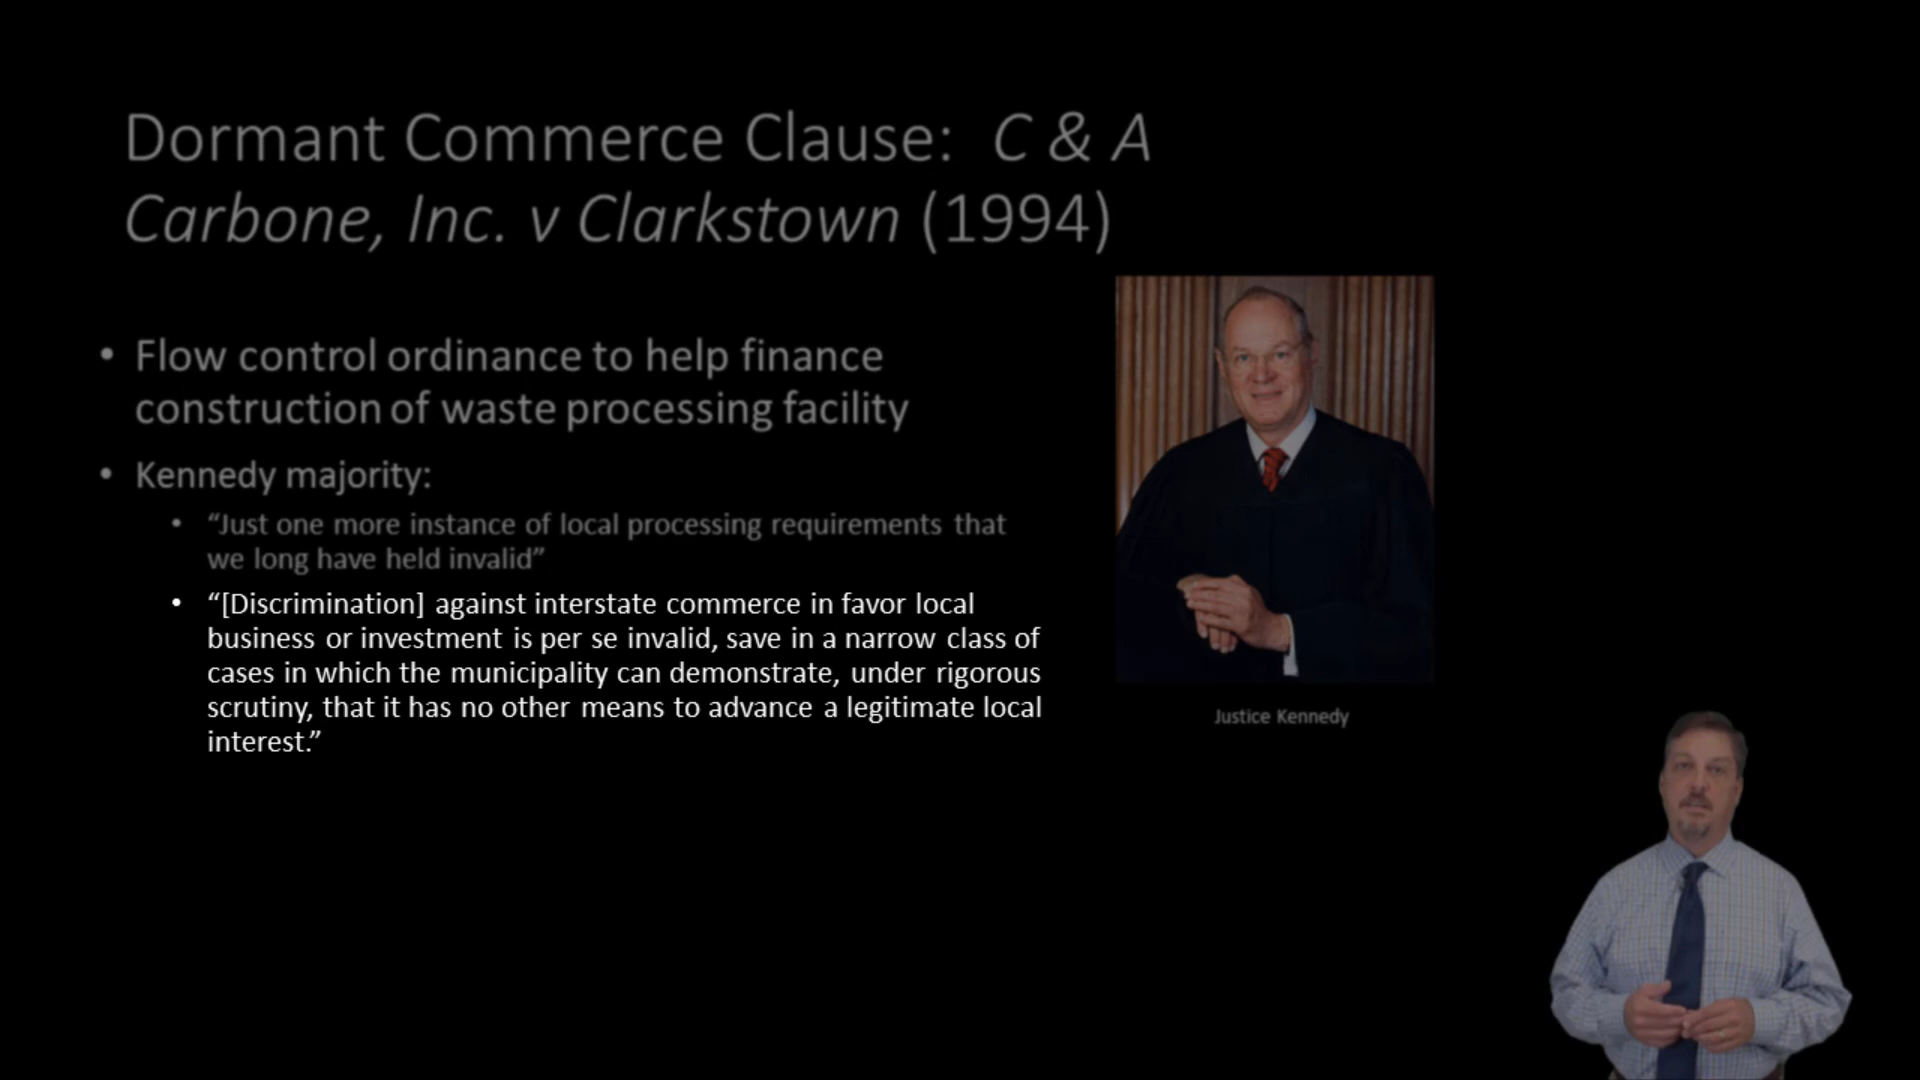 Dormant Commerce Clause: C & A
Carbone, Inc. v Clarkstown (1994)
• Flow control ordinance to help finance
construction of waste processing facility
• Kennedy majority:
• “Just one more instance of local processing requirements that
we long have held invalid”
• “[Discrimination] against interstate commerce in favor local
business or investment is per se invalid, save in a narrow class of
cases in which the municipality can demonstrate, under rigorous
scrutiny, that it has no other means to advance a legitimate local
interest.”
Justice Kennedy